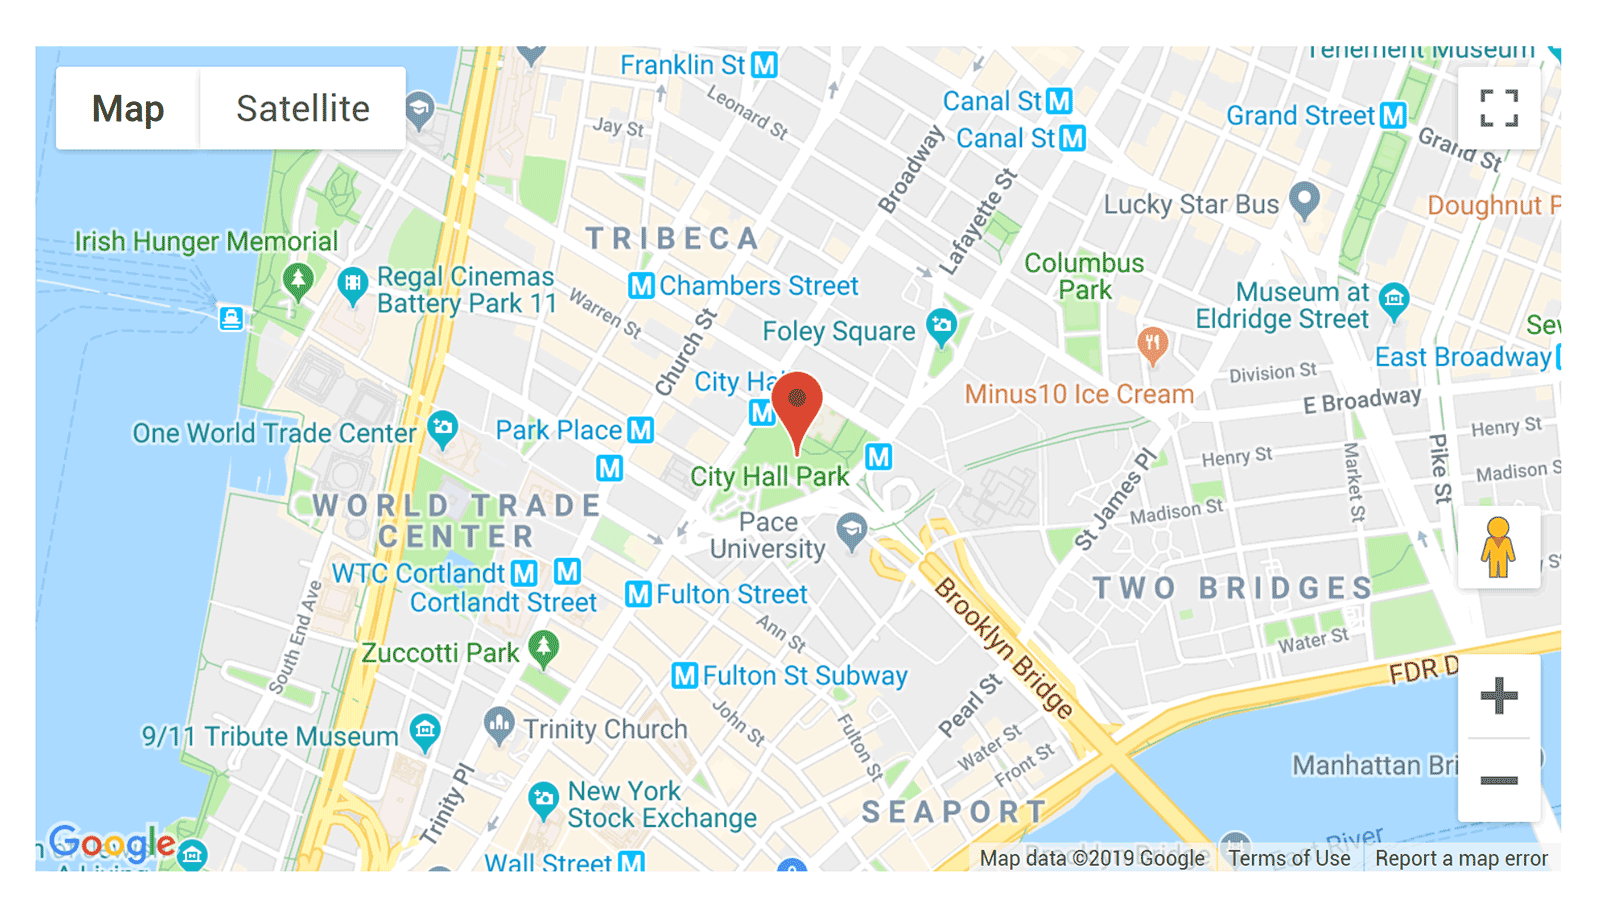 Tenement Museum
Map
Satellite
Franklin St M
Canal St M
Canal St M
Grand Street M
Grand St
Leonard St
Jay St
Broadway
Lafayette St
Lucky Star Bus
Doughnut P
Irish Hunger Memorial
TRIBECA
Regal Cinemas
Battery Park 11
Chambers Street
M
Warren St
Church St
Columbus
Park
Foley Square
Museum at
Eldridge Street
Sew
East Broadway
City Hal
M
Minus10 Ice Cream
Division St
E Broadway
One World Trade Center
Park Place M
M
M
City Hall Park
Henry St
Henry St
Market St
Pike St
Madison S
Madison St
St James Pl
WORLD TRADE
CENTER
Pace
University
WTC Cortlandt M
M
Cortlandt Street
M Fulton Street
TWO BRIDGES
Brooklyn Bridge
South End Ave
Ann St
Water St
Zuccotti Park
M Fulton St Subway
FDR D
Pearl St
John St
Fulton St
9/11 Tribute Museum
Trinity Church
Water St
Front St
Manhattan Bri
Trinity Pl
New York
Stock Exchange
SEAPORT
Google
Wall Street M
East River
Brooklyn Bridge
Map data ©2019 Google
Terms of Use
Report a map error